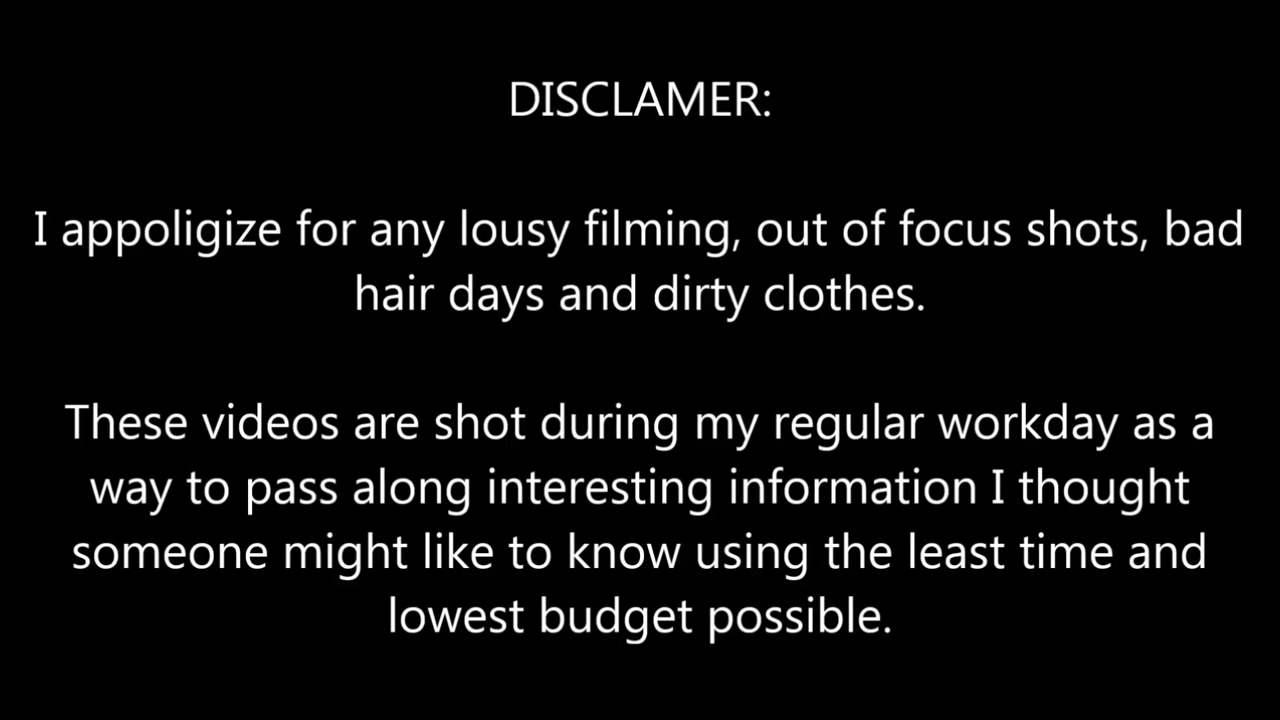 DISCLAMER:
I appoligize for any lousy filming, out of focus shots, bad
hair days and dirty clothes.
These videos are shot during my regular workday as a
way to pass along interesting information I thought
someone might like to know using the least time and
lowest budget possible.